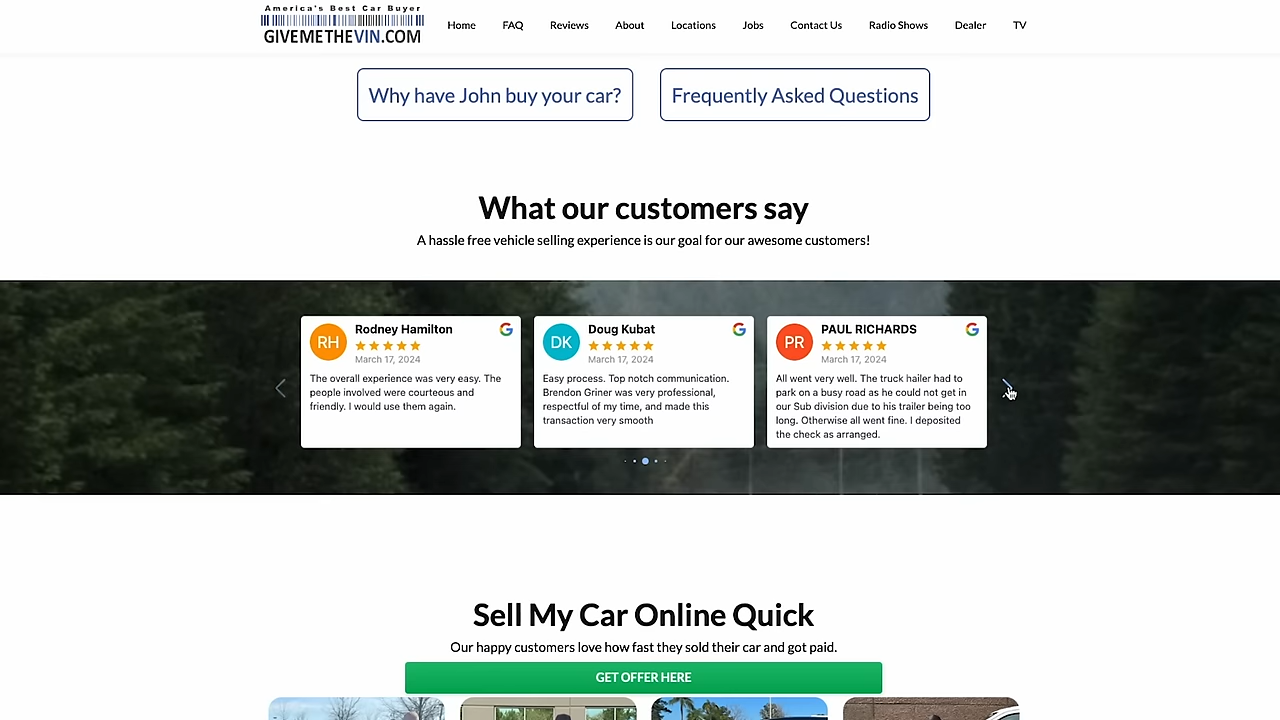 America's Best Car Buyer
GIVEMETHEVIN.COM
Home
FAQ
Reviews
About
Locations
Jobs
Contact Us
Radio Shows
Dealer
TV
Why have John buy your car?
Frequently Asked Questions
What our customers say
A hassle free vehicle selling experience is our goal for our awesome customers!
RH
Rodney Hamilton
March 17, 2024
The overall experience was very easy. The
people involved were courteous and
friendly. I would use them again.
DK
Doug Kubat
March 17, 2024
Easy process. Top notch communication.
Brendon Griner was very professional,
respectful of my time, and made this
transaction very smooth
PR
PAUL RICHARDS
March 17, 2024
All went very well. The truck hailer had to
park on a busy road as he could not get in
our Sub division due to his trailer being too
long. Otherwise all went fine. I deposited
the check as arranged.
Sell My Car Online Quick
Our happy customers love how fast they sold their car and got paid.
GET OFFER HERE